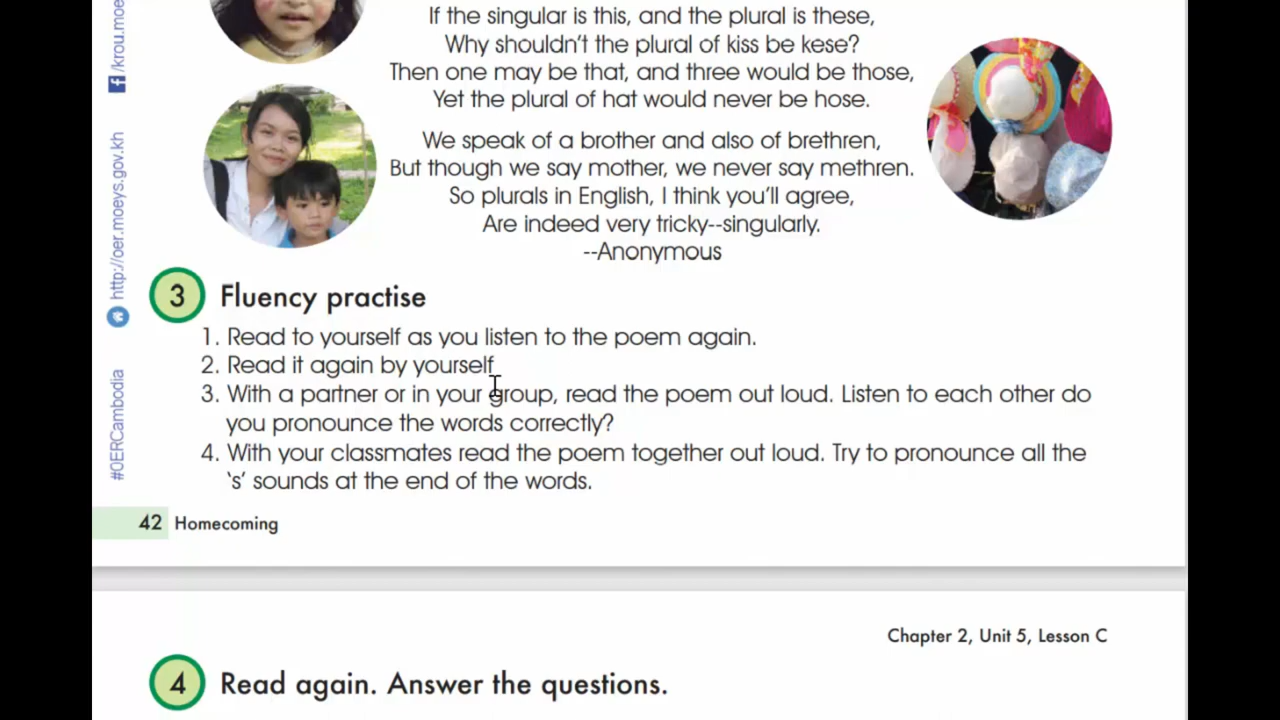 If the singular is this, and the plural is these,
Why shouldn't the plural of kiss be kese?
Then one may be that, and three would be those,
Yet the plural of hat would never be hose.
We speak of a brother and also of brethren,
But though we say mother, we never say methren.
So plurals in English, I think you'll agree,
Are indeed very tricky--singularly.
--Anonymous
3 Fluency practise
1. Read to yourself as you listen to the poem again.
2. Read it again by yourself
3. With a partner or in your group, read the poem out loud. Listen to each other do
you pronounce the words correctly?
4. With your classmates read the poem together out loud. Try to pronounce all the
's' sounds at the end of the words.
42 Homecoming
Chapter 2, Unit 5, Lesson C
4 Read again. Answer the questions.
/krou.moe
http://oer.moeys.gov.kh
#OERCambodia